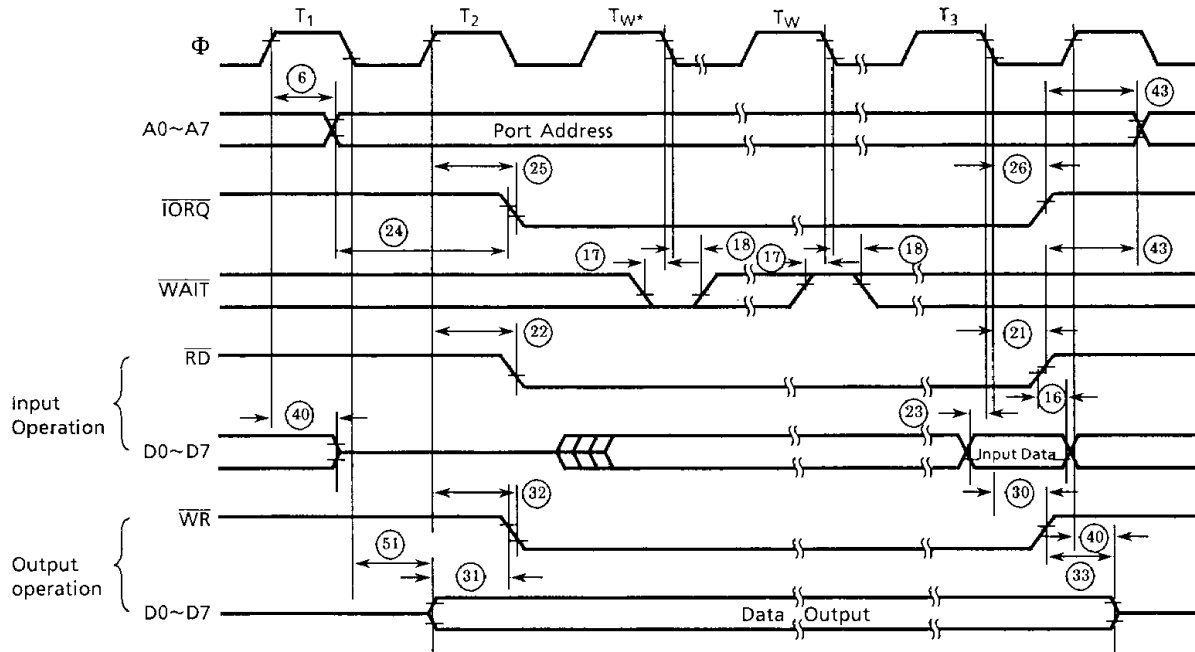 T1 T2 TW* TW T3
Φ
6 43
A0~A7 Port Address
25 26
IORQ
24 43
17 18 17 18
WAIT
22 21
RD
Input Operation
40 23 16
D0~D7 Input Data
32 30
WR
51 40
Output operation
31 33
D0~D7 Data Output